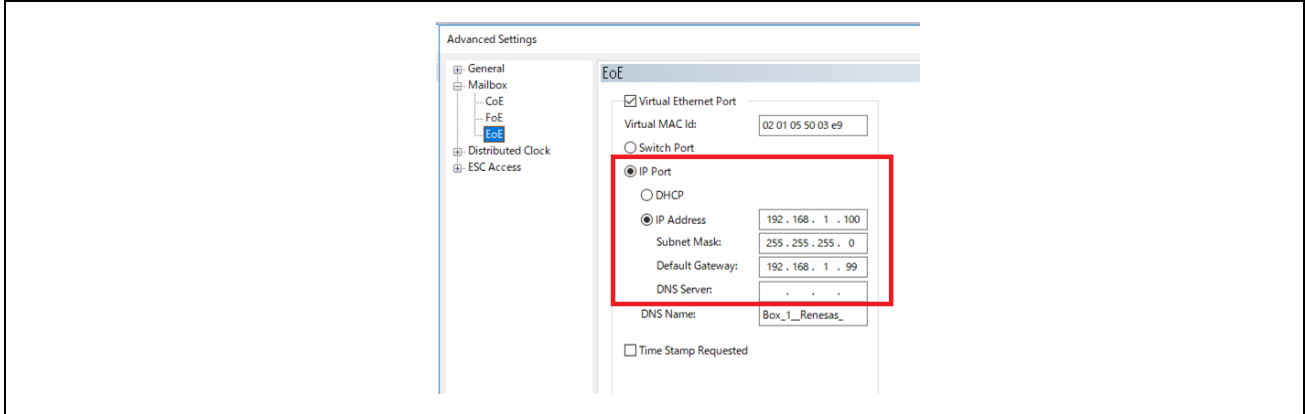 Advanced Settings
General
Mailbox
CoE
FoE
EoE
Distributed Clock
ESC Access
EoE
Virtual Ethernet Port
Virtual MAC Id: 02 01 05 50 03 e9
Switch Port
IP Port
DHCP
IP Address 192 . 168 . 1 . 100
Subnet Mask: 255 . 255 . 255 . 0
Default Gateway: 192 . 168 . 1 . 99
DNS Server: . . .
DNS Name: Box_1__Renesas_
Time Stamp Requested